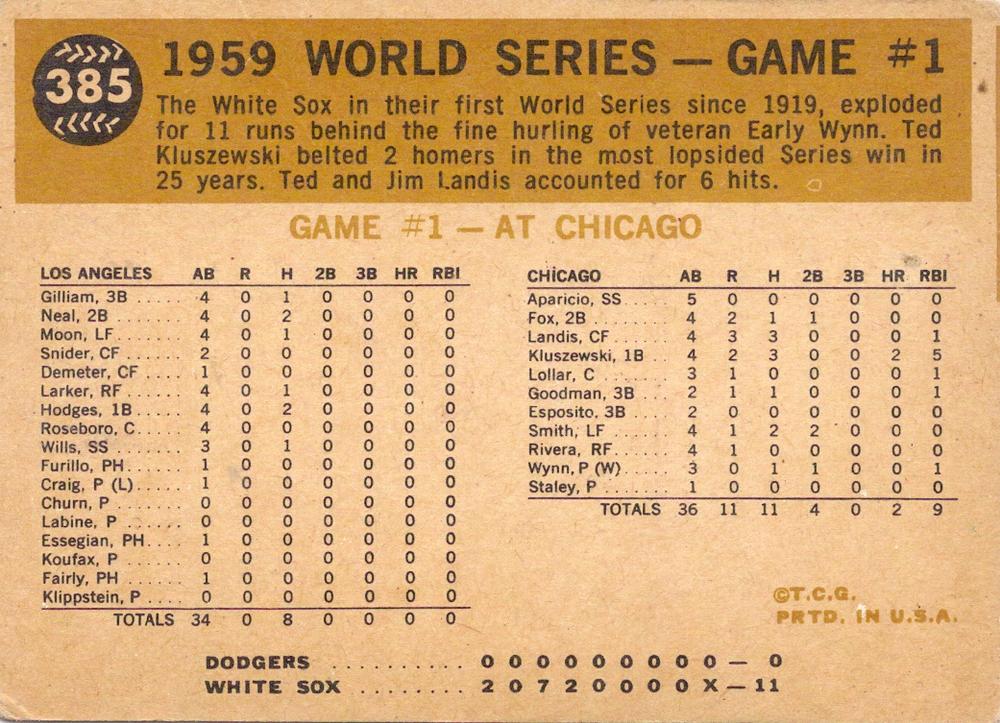 385
1959 WORLD SERIES — GAME #1
The White Sox in their first World Series since 1919, exploded
for 11 runs behind the fine hurling of veteran Early Wynn. Ted
Kluszewski belted 2 homers in the most lopsided Series win in
25 years. Ted and Jim Landis accounted for 6 hits.
GAME #1 — AT CHICAGO
LOS ANGELES AB R H 2B 3B HR RBI
Gilliam, 3B ..... 4 0 1 0 0 0 0
Neal, 2B ........ 4 0 2 0 0 0 0
Moon, LF........ 4 0 1 0 0 0 0
Snider, CF ...... 2 0 0 0 0 0 0
Demeter, CF .... 1 0 0 0 0 0 0
Larker, RF ...... 4 0 1 0 0 0 0
Hodges, 1B ..... 4 0 2 0 0 0 0
Roseboro, C..... 4 0 0 0 0 0 0
Wills, SS ....... 3 0 1 0 0 0 0
Furillo, PH...... 1 0 0 0 0 0 0
Craig, P (L)..... 1 0 0 0 0 0 0
Churn, P ....... 0 0 0 0 0 0 0
Labine, P ...... 0 0 0 0 0 0 0
Essegian, PH.... 1 0 0 0 0 0 0
Koufax, P ...... 0 0 0 0 0 0 0
Fairly, PH ...... 1 0 0 0 0 0 0
Klippstein, P .... 0 0 0 0 0 0 0
TOTALS 34 0 8 0 0 0 0
CHICAGO AB R H 2B 3B HR RBI
Aparicio, SS ..... 5 0 0 0 0 0 0
Fox, 2B ......... 4 2 1 1 0 0 0
Landis, CF ...... 4 3 3 0 0 0 1
Kluszewski, 1B .. 4 2 3 0 0 2 5
Lollar, C ........ 3 1 0 0 0 0 1
Goodman, 3B ... 2 1 1 0 0 0 1
Esposito, 3B .... 2 0 0 0 0 0 0
Smith, LF ....... 4 1 2 2 0 0 0
Rivera, RF....... 4 1 0 0 0 0 0
Wynn, P (W) ..... 3 0 1 1 0 0 1
Staley, P ....... 1 0 0 0 0 0 0
TOTALS 36 11 11 4 0 2 9
©T.C.G.
PRTD. IN U.S.A.
DODGERS .......... 0 0 0 0 0 0 0 0 0 — 0
WHITE SOX ........ 2 0 7 2 0 0 0 0 X — 11